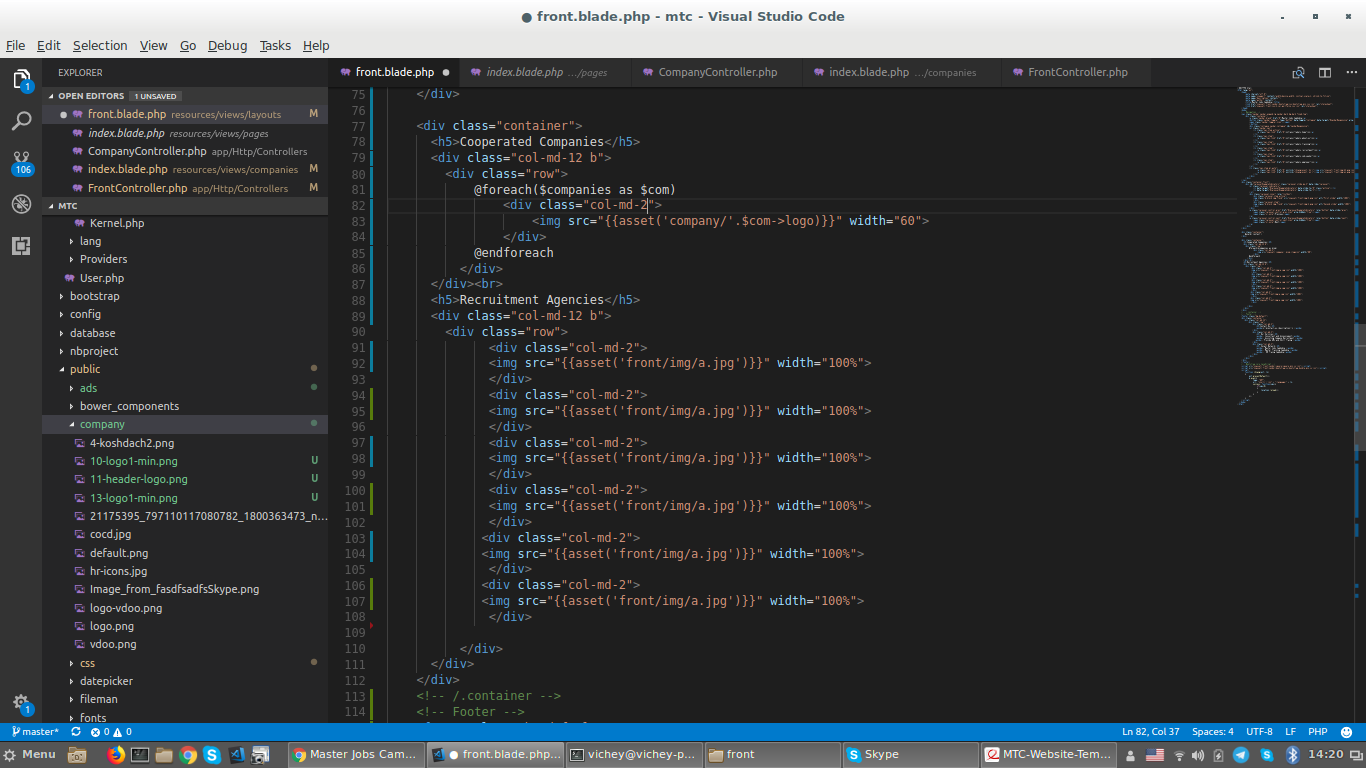 ● front.blade.php - mtc - Visual Studio Code
File Edit Selection View Go Debug Tasks Help
EXPLORER
front.blade.php ●
index.blade.php .../pages
CompanyController.php
index.blade.php .../companies
FrontController.php
1
106
1
OPEN EDITORS 1 UNSAVED
● front.blade.php resources/views/layouts M
index.blade.php resources/views/pages
CompanyController.php app/Http/Controllers
index.blade.php resources/views/companies M
FrontController.php app/Http/Controllers M
MTC
Kernel.php
lang
Providers
User.php
bootstrap
config
database
nbproject
public
ads
bower_components
company
4-koshdach2.png
10-logo1-min.png U
11-header-logo.png U
13-logo1-min.png U
21175395_797110117080782_1800363473_n...
cocd.jpg
default.png
hr-icons.jpg
Image_from_fasdfsadfsSkype.png
logo-vdoo.png
logo.png
vdoo.png
css
datepicker
fileman
fonts
75 </div>
76
77 <div class="container">
78 <h5>Cooperated Companies</h5>
79 <div class="col-md-12 b">
80 <div class="row">
81 @foreach($companies as $com)
82 <div class="col-md-2">
83 <img src="{{asset('company/'.$com->logo)}}" width="60">
84 </div>
85 @endforeach
86 </div>
87 </div><br>
88 <h5>Recruitment Agencies</h5>
89 <div class="col-md-12 b">
90 <div class="row">
91 <div class="col-md-2">
92 <img src="{{asset('front/img/a.jpg')}}" width="100%">
93 </div>
94 <div class="col-md-2">
95 <img src="{{asset('front/img/a.jpg')}}" width="100%">
96 </div>
97 <div class="col-md-2">
98 <img src="{{asset('front/img/a.jpg')}}" width="100%">
99 </div>
100 <div class="col-md-2">
101 <img src="{{asset('front/img/a.jpg')}}" width="100%">
102 </div>
103 <div class="col-md-2">
104 <img src="{{asset('front/img/a.jpg')}}" width="100%">
105 </div>
106 <div class="col-md-2">
107 <img src="{{asset('front/img/a.jpg')}}" width="100%">
108 </div>
109
110 </div>
111 </div>
112 </div>
113 <!-- /.container -->
114 <!-- Footer -->
master* 0 0
Ln 82, Col 37 Spaces: 4 UTF-8 LF PHP
Menu
Master Jobs Cam...
● front.blade.php...
vichey@vichey-p...
front
Skype
MTC-Website-Tem...
14:20